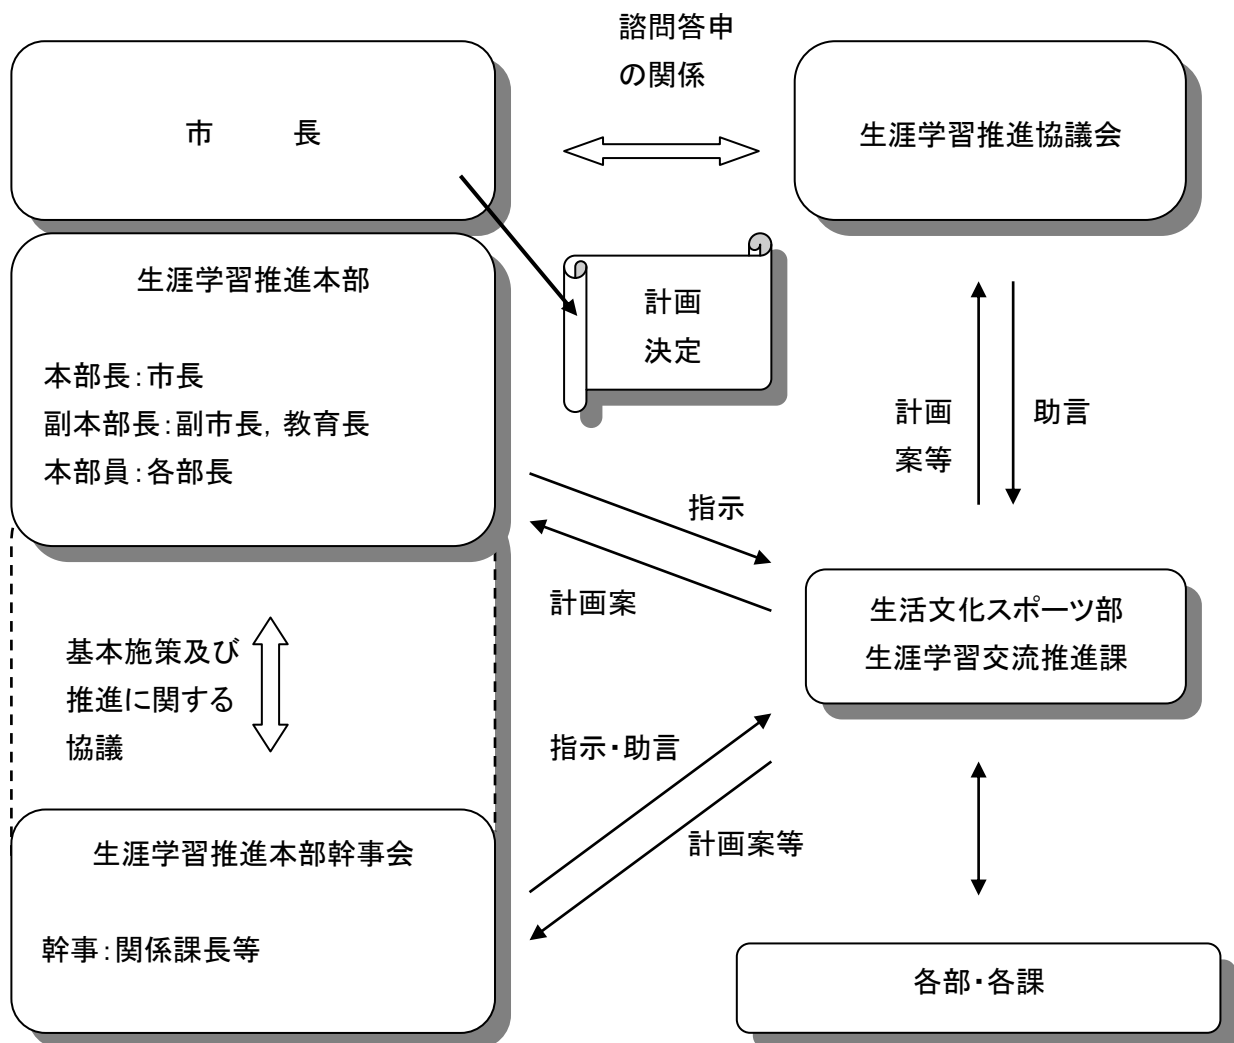 諮問答申
の関係
市　　長
生涯学習推進協議会
生涯学習推進本部
本部長：市長
副本部長：副市長，教育長
本部員：各部長
計画
決定
計画
案等
助言
指示
計画案
生活文化スポーツ部
生涯学習交流推進課
基本施策及び
推進に関する
協議
指示・助言
計画案等
生涯学習推進本部幹事会
幹事：関係課長等
各部・各課